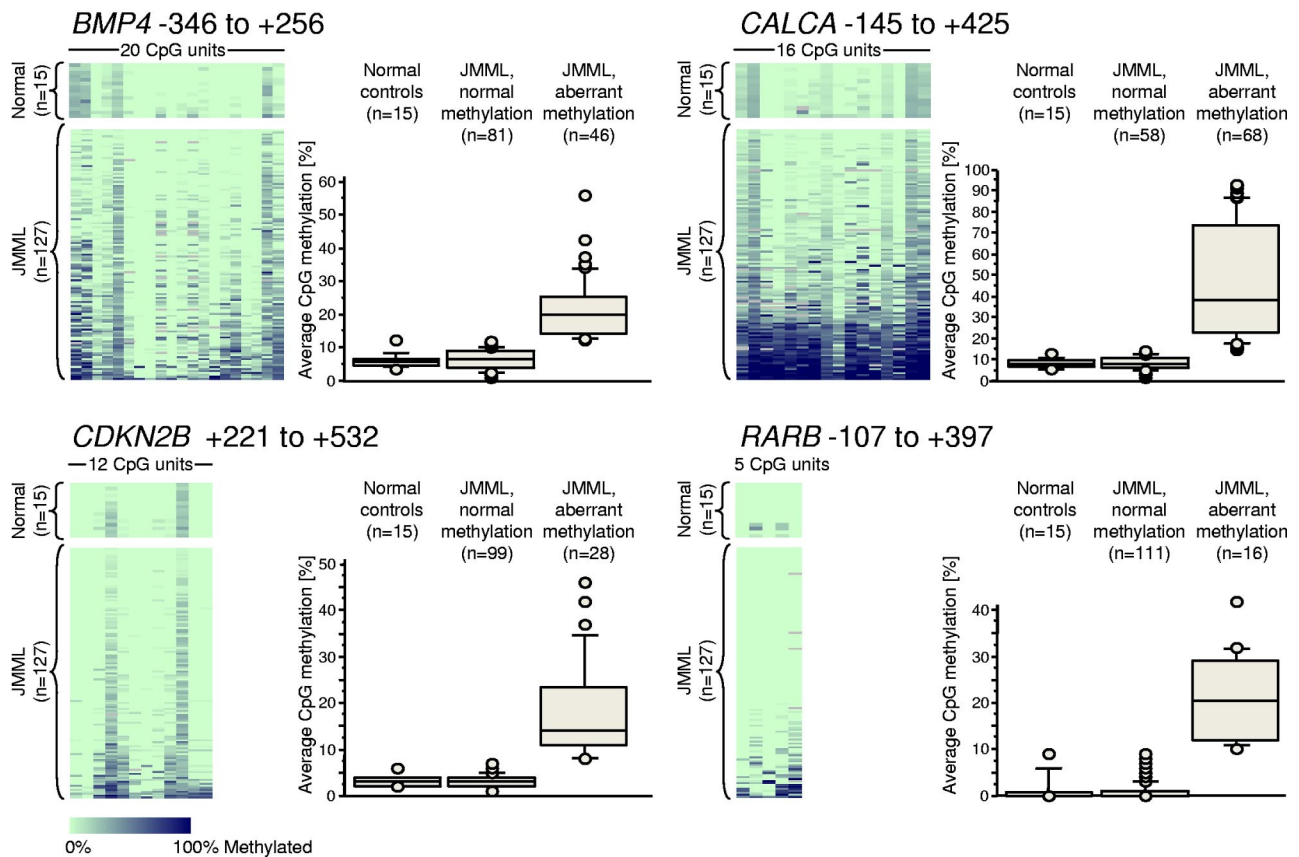 BMP4 -346 to +256
20 CpG units
Normal
(n=15)
JMML
(n=127)
Normal
controls
(n=15)
JMML,
normal
methylation
(n=81)
JMML,
aberrant
methylation
(n=46)
Average CpG methylation [%]
60
50
40
30
20
10
0
CALCA -145 to +425
16 CpG units
Normal
(n=15)
JMML
(n=127)
Normal
controls
(n=15)
JMML,
normal
methylation
(n=58)
JMML,
aberrant
methylation
(n=68)
Average CpG methylation [%]
100
90
80
70
60
50
40
30
20
10
0
CDKN2B +221 to +532
12 CpG units
Normal
(n=15)
JMML
(n=127)
Normal
controls
(n=15)
JMML,
normal
methylation
(n=99)
JMML,
aberrant
methylation
(n=28)
Average CpG methylation [%]
50
40
30
20
10
0
RARB -107 to +397
5 CpG units
Normal
(n=15)
JMML
(n=127)
Normal
controls
(n=15)
JMML,
normal
methylation
(n=111)
JMML,
aberrant
methylation
(n=16)
Average CpG methylation [%]
50
40
30
20
10
0
0% 100% Methylated